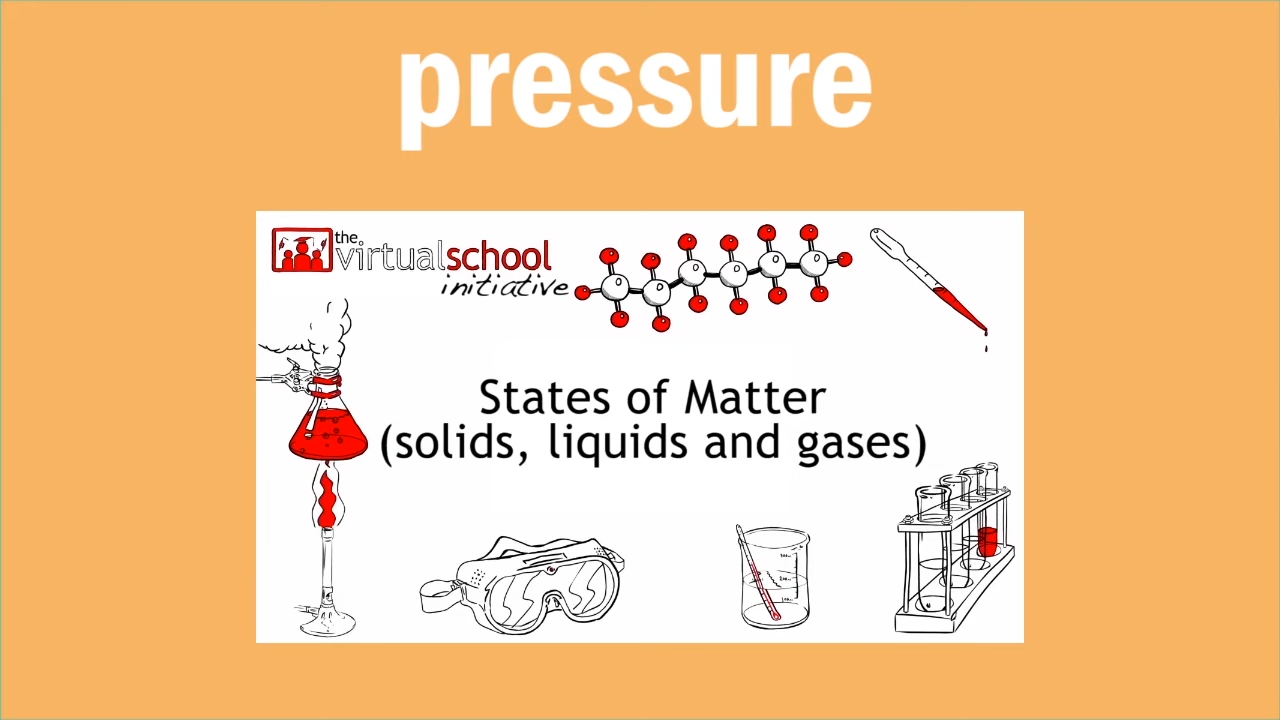 pressure
the
virtualschool
initiative
States of Matter
(solids, liquids and gases)